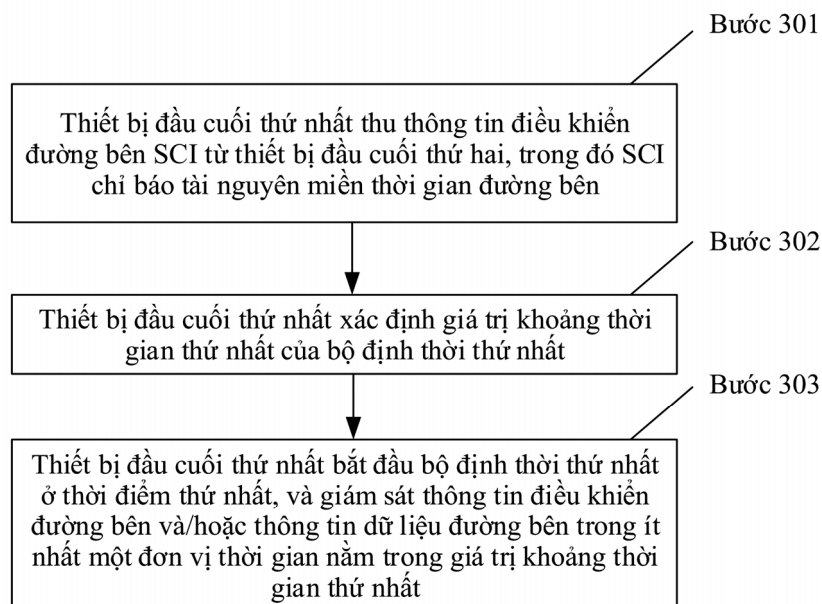 Bước 301
Thiết bị đầu cuối thứ nhất thu thông tin điều khiển
đường bên SCI từ thiết bị đầu cuối thứ hai, trong đó SCI
chỉ báo tài nguyên miền thời gian đường bên
Bước 302
Thiết bị đầu cuối thứ nhất xác định giá trị khoảng thời
gian thứ nhất của bộ định thời thứ nhất
Bước 303
Thiết bị đầu cuối thứ nhất bắt đầu bộ định thời thứ nhất
ở thời điểm thứ nhất, và giám sát thông tin điều khiển
đường bên và/hoặc thông tin dữ liệu đường bên trong ít
nhất một đơn vị thời gian nằm trong giá trị khoảng thời
gian thứ nhất